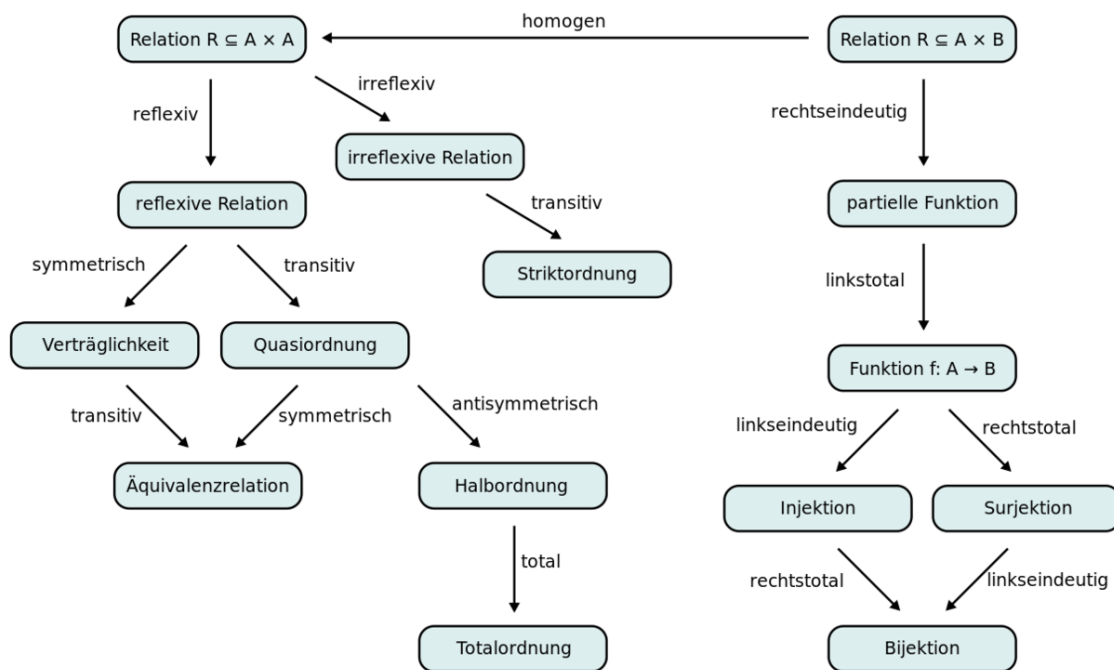 homogen
Relation R ⊆ A × A
Relation R ⊆ A × B
irreflexiv
reflexiv
rechtseindeutig
irreflexive Relation
reflexive Relation
transitiv
partielle Funktion
symmetrisch
transitiv
Striktordnung
linkstotal
Verträglichkeit
Quasiordnung
Funktion f: A → B
transitiv
symmetrisch
antisymmetrisch
linkseindeutig
rechtstotal
Äquivalenzrelation
Halbordnung
Injektion
Surjektion
total
rechtstotal
linkseindeutig
Totalordnung
Bijektion